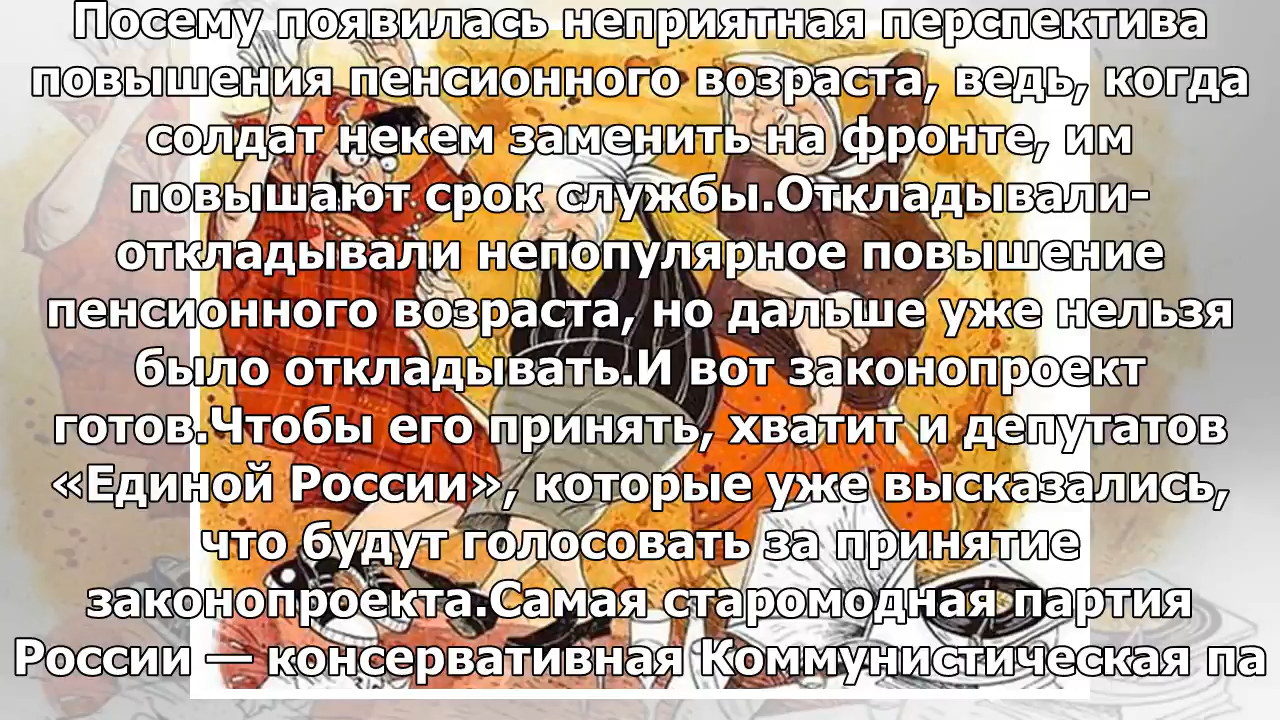 Посему появилась неприятная перспектива
повышения пенсионного возраста, ведь, когда
солдат некем заменить на фронте, им
повышают срок службы.Откладывали-
откладывали непопулярное повышение
пенсионного возраста, но дальше уже нельзя
было откладывать.И вот законопроект
готов.Чтобы его принять, хватит и депутатов
«Единой России», которые уже высказались,
что будут голосовать за принятие
законопроекта.Самая старомодная партия
России — консервативная Коммунистическая па